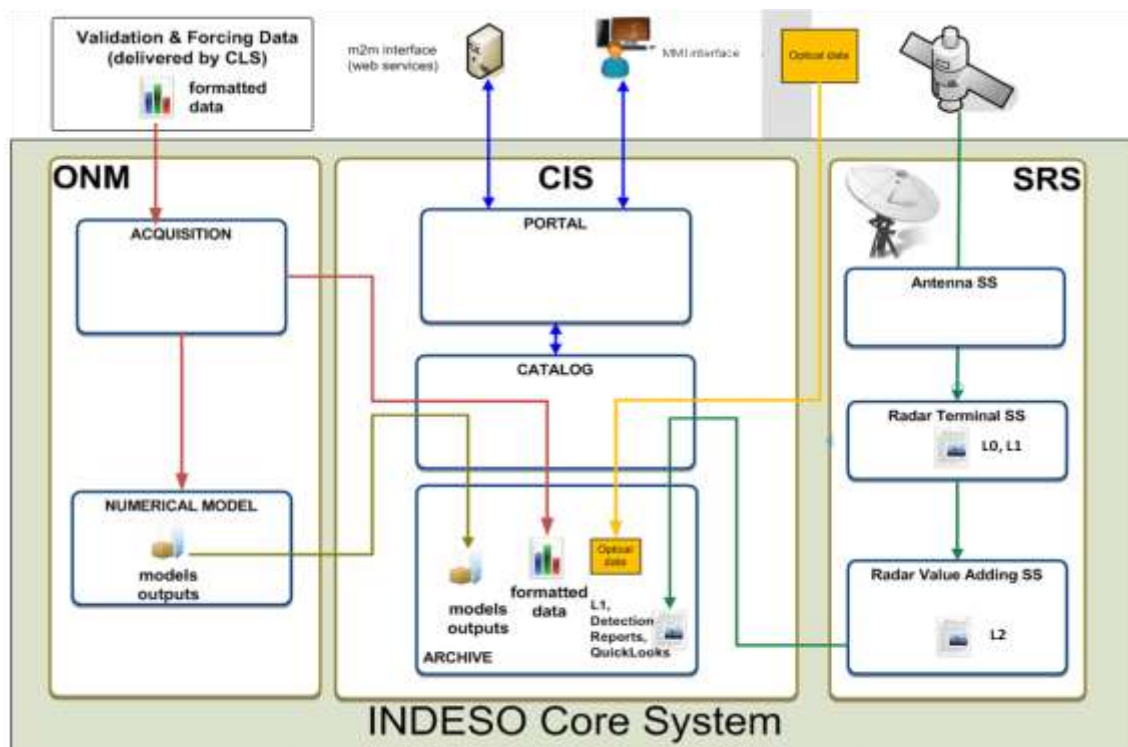 Validation & Forcing Data
(delivered by CLS)
formatted
data
m2m interface
(web services)
MMI interface
Optical data
ONM
CIS
SRS
ACQUISITION
PORTAL
Antenna SS
CATALOG
Radar Terminal SS
L0, L1
NUMERICAL MODEL
models
outputs
models
outputs
formatted
data
Optical
data
L1,
Detection
Reports,
QuickLooks
ARCHIVE
Radar Value Adding SS
L2
INDESO Core System